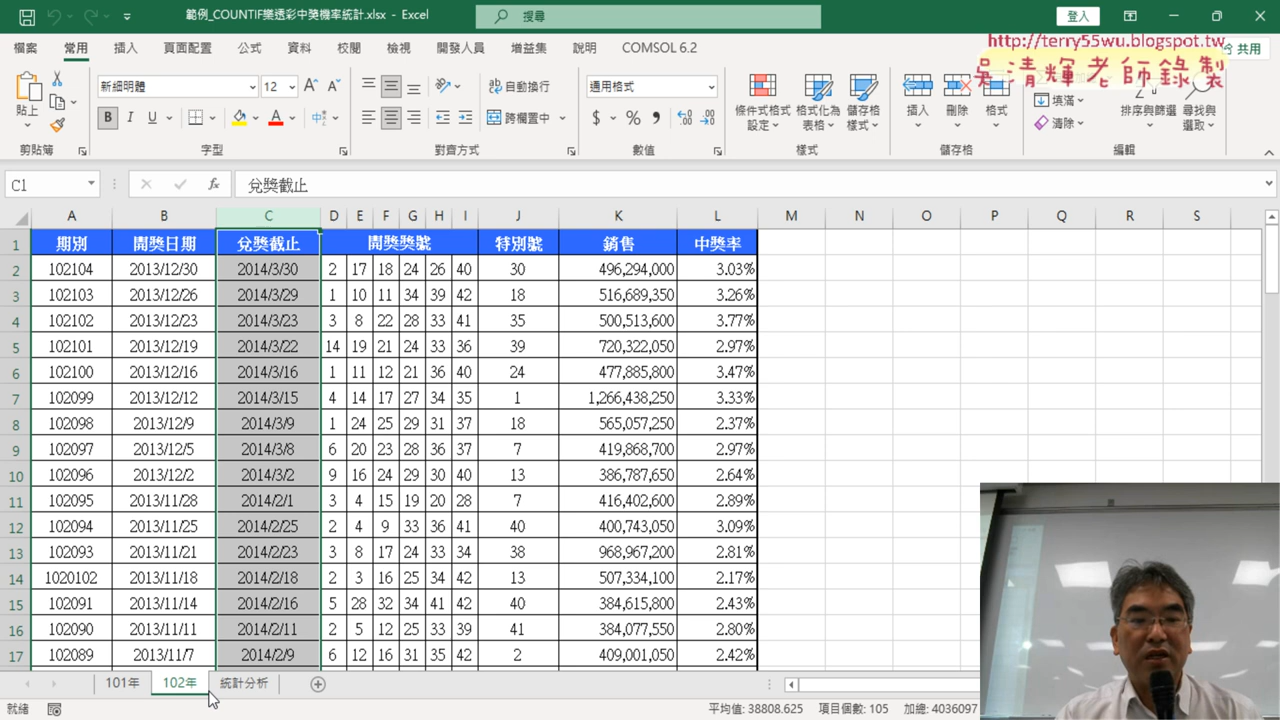 範例_COUNTIF樂透彩中獎機率統計.xlsx - Excel
搜尋
登入
檔案 常用 插入 頁面配置 公式 資料 校閱 檢視 開發人員 增益集 說明 COMSOL 6.2
共用
http://terry55wu.blogspot.tw
吳清輝老師錄製
貼上
新細明體 12
B I U
自動換行
跨欄置中
通用格式
$ %
條件式格式設定
格式化為表格
儲存格樣式
插入 刪除 格式
填滿
清除
排序與篩選
尋找與選取
剪貼簿 字型 對齊方式 數值 樣式 儲存格 編輯
C1 fx 兌獎截止
A B C D E F G H I J K L M N O P Q R S
1 期別 開獎日期 兌獎截止 開獎獎號 特別號 銷售 中獎率
2 102104 2013/12/30 2014/3/30 2 17 18 24 26 40 30 496,294,000 3.03%
3 102103 2013/12/26 2014/3/29 1 10 11 34 39 42 18 516,689,350 3.26%
4 102102 2013/12/23 2014/3/23 3 8 22 28 33 41 35 500,513,600 3.77%
5 102101 2013/12/19 2014/3/22 14 19 21 24 33 36 39 720,322,050 2.97%
6 102100 2013/12/16 2014/3/16 1 11 12 21 36 40 24 477,885,800 3.47%
7 102099 2013/12/12 2014/3/15 4 14 17 27 34 35 1 1,266,438,250 3.33%
8 102098 2013/12/9 2014/3/9 1 24 25 29 31 37 18 565,057,250 2.37%
9 102097 2013/12/5 2014/3/8 6 20 23 28 36 37 7 419,868,700 2.97%
10 102096 2013/12/2 2014/3/2 9 16 24 29 30 40 13 386,787,650 2.64%
11 102095 2013/11/28 2014/2/1 3 4 15 19 20 28 7 416,402,600 2.89%
12 102094 2013/11/25 2014/2/25 2 4 9 33 36 41 40 400,743,050 3.09%
13 102093 2013/11/21 2014/2/23 3 8 17 24 33 34 38 968,967,200 2.81%
14 1020102 2013/11/18 2014/2/18 2 3 16 25 34 42 13 507,334,100 2.17%
15 102091 2013/11/14 2014/2/16 5 28 32 34 41 42 40 384,615,800 2.43%
16 102090 2013/11/11 2014/2/11 2 5 12 25 33 39 41 384,077,550 2.80%
17 102089 2013/11/7 2014/2/9 6 12 16 31 35 42 2 409,001,050 2.42%
101年 102年 統計分析
就緒 平均值: 38808.625 項目個數: 105 加總: 4036097